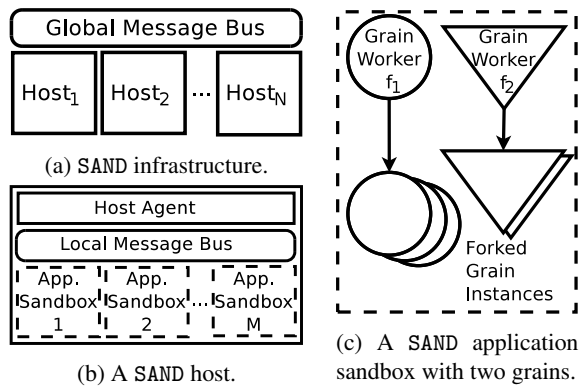 Global Message Bus
Host1 Host2 ... HostN
(a) SAND infrastructure.
Host Agent
Local Message Bus
App. App. App.
Sandbox Sandbox ... Sandbox
1 2 M
(b) A SAND host.
Grain Grain
Worker Worker
f1 f2
Forked
Grain
Instances
(c) A SAND application
sandbox with two grains.